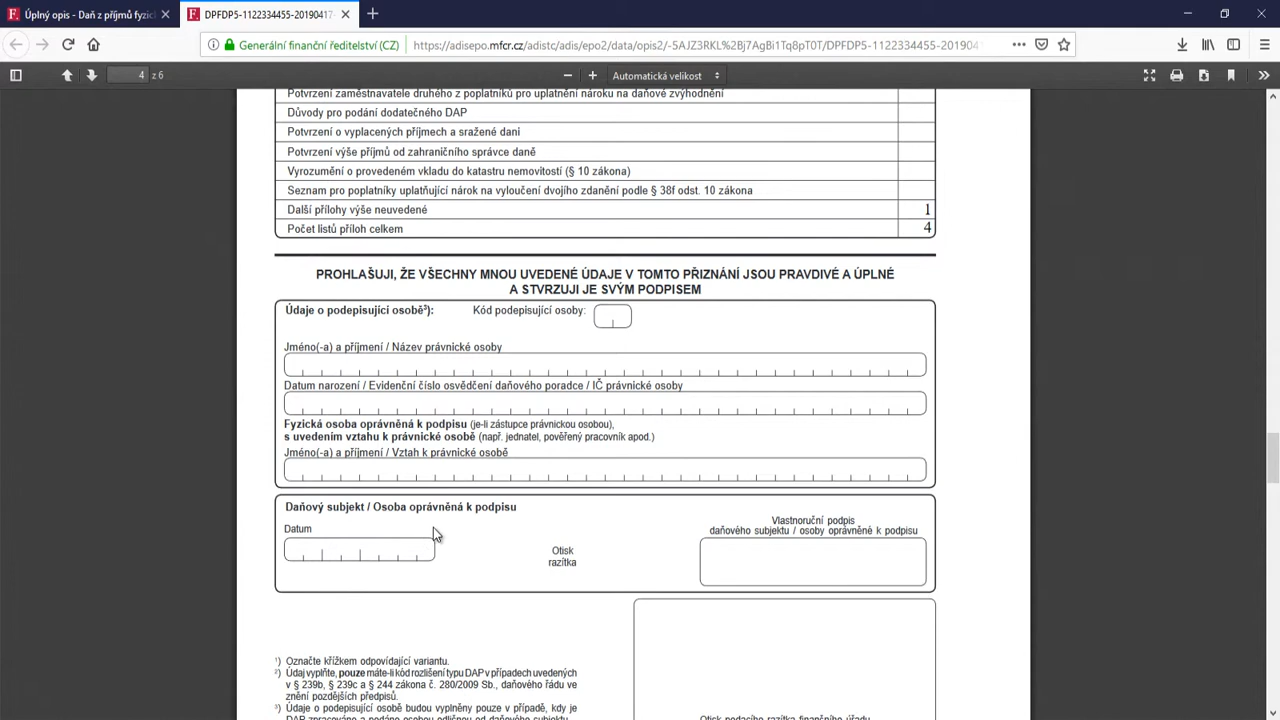 Úplný opis - Daň z příjmů fyzick
DPFDP5-1122334455-20190417-
Generální finanční ředitelství (CZ)
https://adisepo.mfcr.cz/adistc/adis/epo2/data/opis2/-5AJZ3RKL%2Bj7AgBi1Tq8pT0T/DPFDP5-1122334455-201904
4 z 6
Automatická velikost
Potvrzení zaměstnavatele druhého z poplatníků pro uplatnění nároku na daňové zvýhodnění
Důvody pro podání dodatečného DAP
Potvrzení o vyplacených příjmech a sražené dani
Potvrzení výše příjmů od zahraničního správce daně
Vyrozumění o provedeném vkladu do katastru nemovitostí (§ 10 zákona)
Seznam pro poplatníky uplatňující nárok na vyloučení dvojího zdanění podle § 38f odst. 10 zákona
Další přílohy výše neuvedené 1
Počet listů příloh celkem 4
PROHLAŠUJI, ŽE VŠECHNY MNOU UVEDENÉ ÚDAJE V TOMTO PŘIZNÁNÍ JSOU PRAVDIVÉ A ÚPLNÉ
A STVRZUJI JE SVÝM PODPISEM
Údaje o podepisující osobě⁵): Kód podepisující osoby:
Jméno(-a) a příjmení / Název právnické osoby
Datum narození / Evidenční číslo osvědčení daňového poradce / IČ právnické osoby
Fyzická osoba oprávněná k podpisu (je-li zástupce právnickou osobou),
s uvedením vztahu k právnické osobě (např. jednatel, pověřený pracovník apod.)
Jméno(-a) a příjmení / Vztah k právnické osobě
Daňový subjekt / Osoba oprávněná k podpisu
Datum
Otisk
razítka
Vlastnoruční podpis
daňového subjektu / osoby oprávněné k podpisu
¹) Označte křížkem odpovídající variantu.
²) Údaj vyplňte, pouze máte-li kód rozlišení typu DAP v případech uvedených
v § 239b, § 239c a § 244 zákona č. 280/2009 Sb., daňového řádu ve
znění pozdějších předpisů.
³) Údaje o podepisující osobě budou vyplněny pouze v případě, kdy je
DAP zpracováno a podáno osobou odlišnou od daňového subjektu.
Otisk podacího razítka finančního úřadu